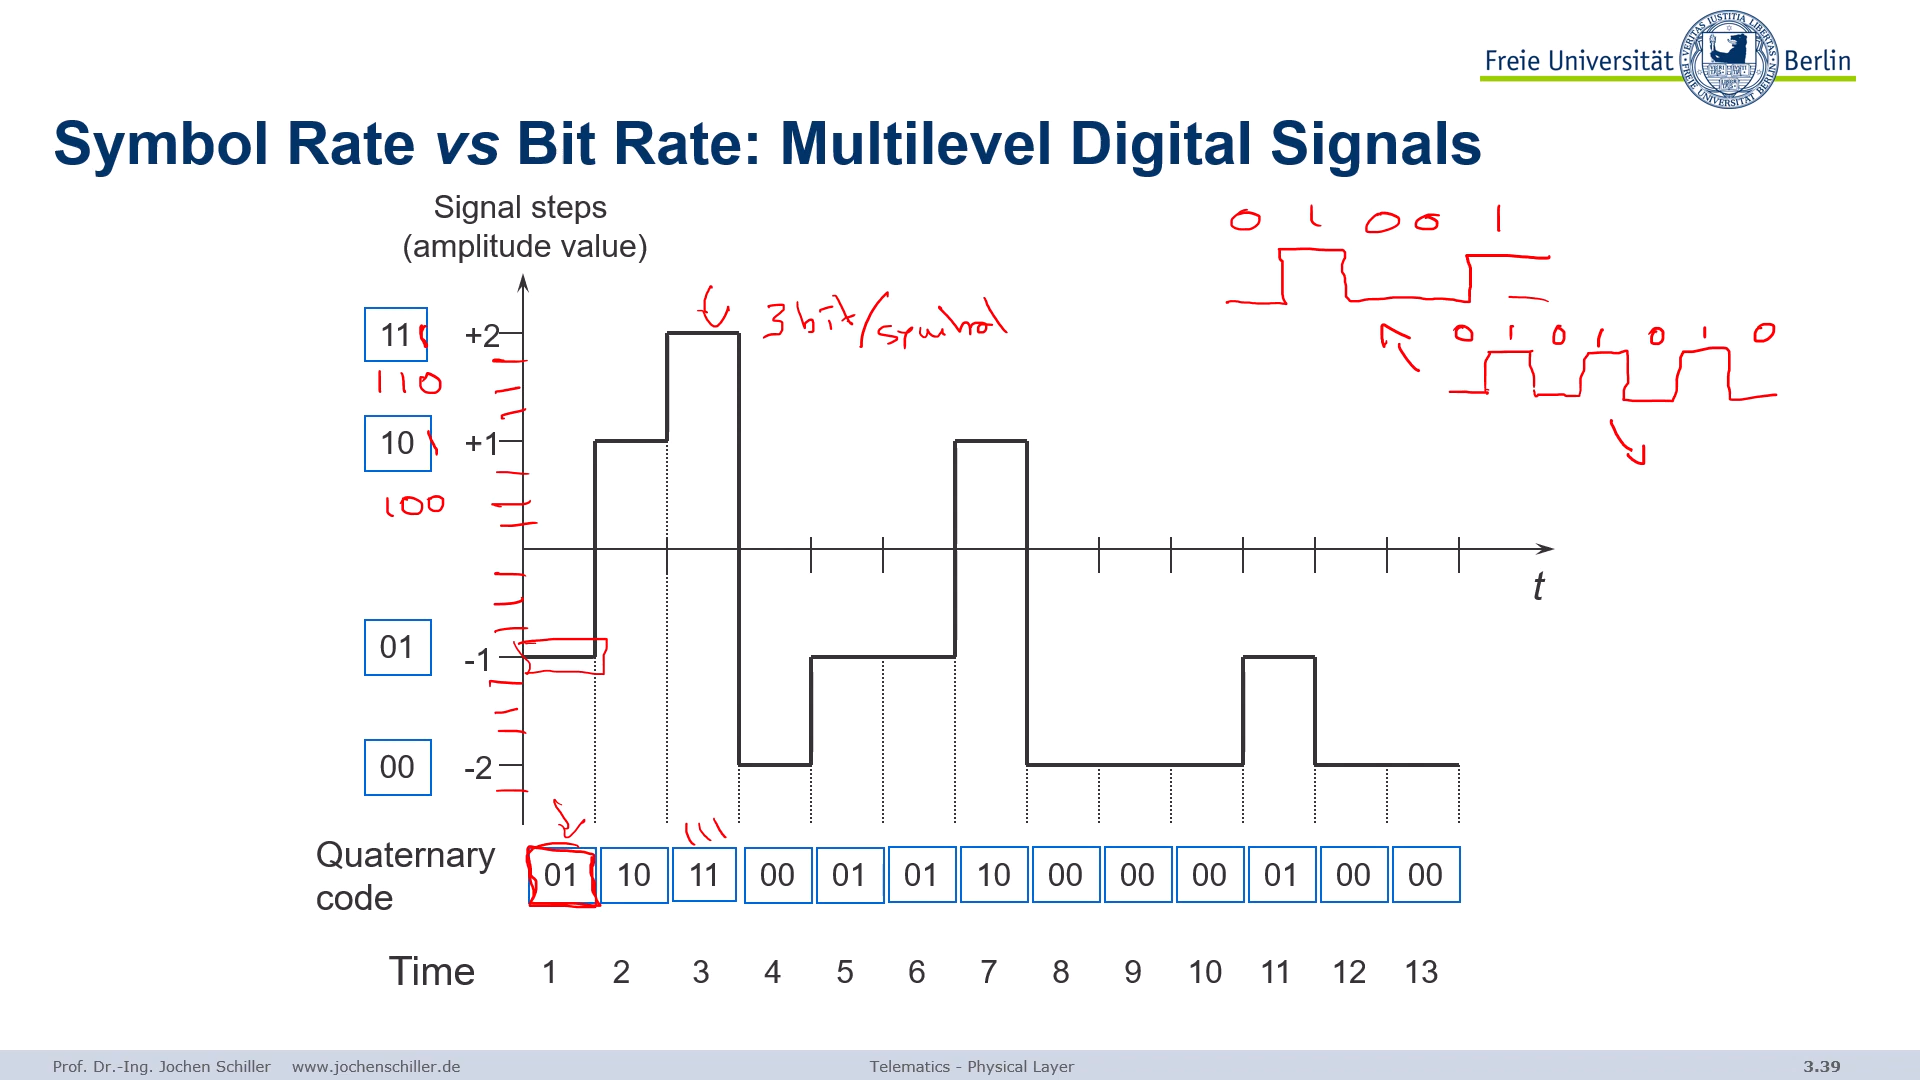 Freie Universität Berlin
Symbol Rate vs Bit Rate: Multilevel Digital Signals
Signal steps
(amplitude value)
0 1 0 0 1
3 bit/symbol
0 1 0 1 0 1 0
11 +2
110
10 +1
100
t
01 -1
00 -2
111
Quaternary
code
01 10 11 00 01 01 10 00 00 00 01 00 00
Time 1 2 3 4 5 6 7 8 9 10 11 12 13
Prof. Dr.-Ing. Jochen Schiller www.jochenschiller.de Telematics - Physical Layer 3.39